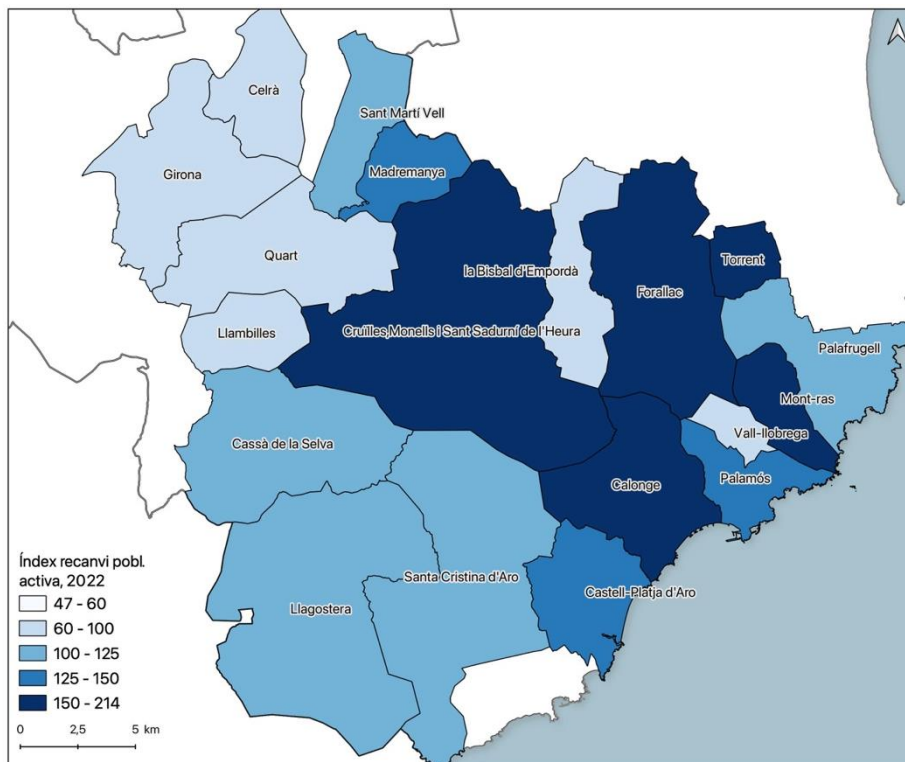 Celrà
Sant Martí Vell
Madremanya
Girona
Quart
la Bisbal d'Empordà
Torrent
Forallac
Llambilles
Cruïlles,Monells i Sant Sadurní de l'Heura
Palafrugell
Mont-ras
Vall-llobrega
Cassà de la Selva
Palamós
Calonge
Santa Cristina d'Aro
Castell-Platja d'Aro
Llagostera
Índex recanvi pobl.
activa, 2022
47 - 60
60 - 100
100 - 125
125 - 150
150 - 214
0 2,5 5 km